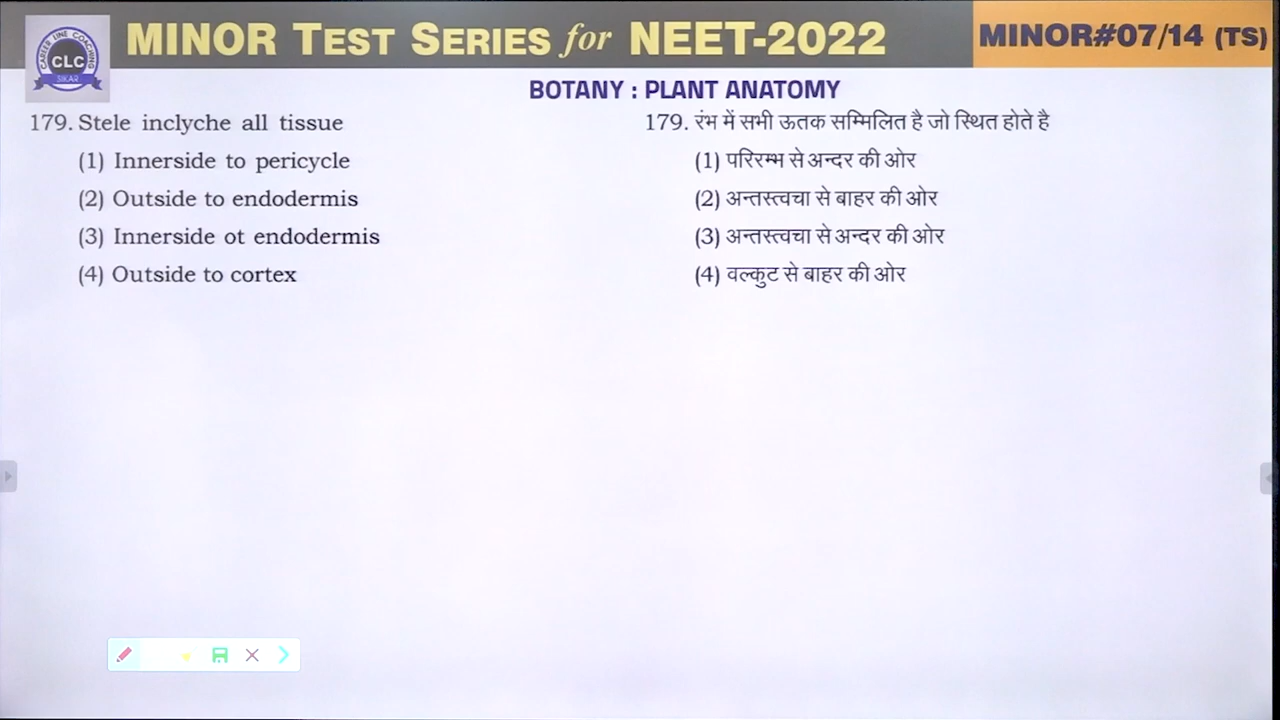 CAREER LINE COACHING
CLC
SIKAR
MINOR TEST SERIES for NEET-2022
MINOR#07/14 (TS)
BOTANY : PLANT ANATOMY
179. Stele inclyche all tissue
(1) Innerside to pericycle
(2) Outside to endodermis
(3) Innerside ot endodermis
(4) Outside to cortex
179. रंभ में सभी ऊतक सम्मिलित है जो स्थित होते है
(1) परिरम्भ से अन्दर की ओर
(2) अन्तस्त्वचा से बाहर की ओर
(3) अन्तस्त्वचा से अन्दर की ओर
(4) वल्कुट से बाहर की ओर